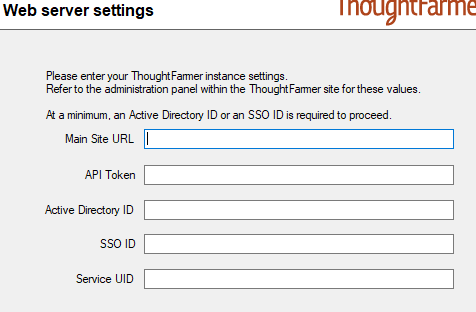 Web server settings
ThoughtFarme
Please enter your ThoughtFarmer instance settings.
Refer to the administration panel within the ThoughtFarmer site for these values.
At a minimum, an Active Directory ID or an SSO ID is required to proceed.
Main Site URL
API Token
Active Directory ID
SSO ID
Service UID